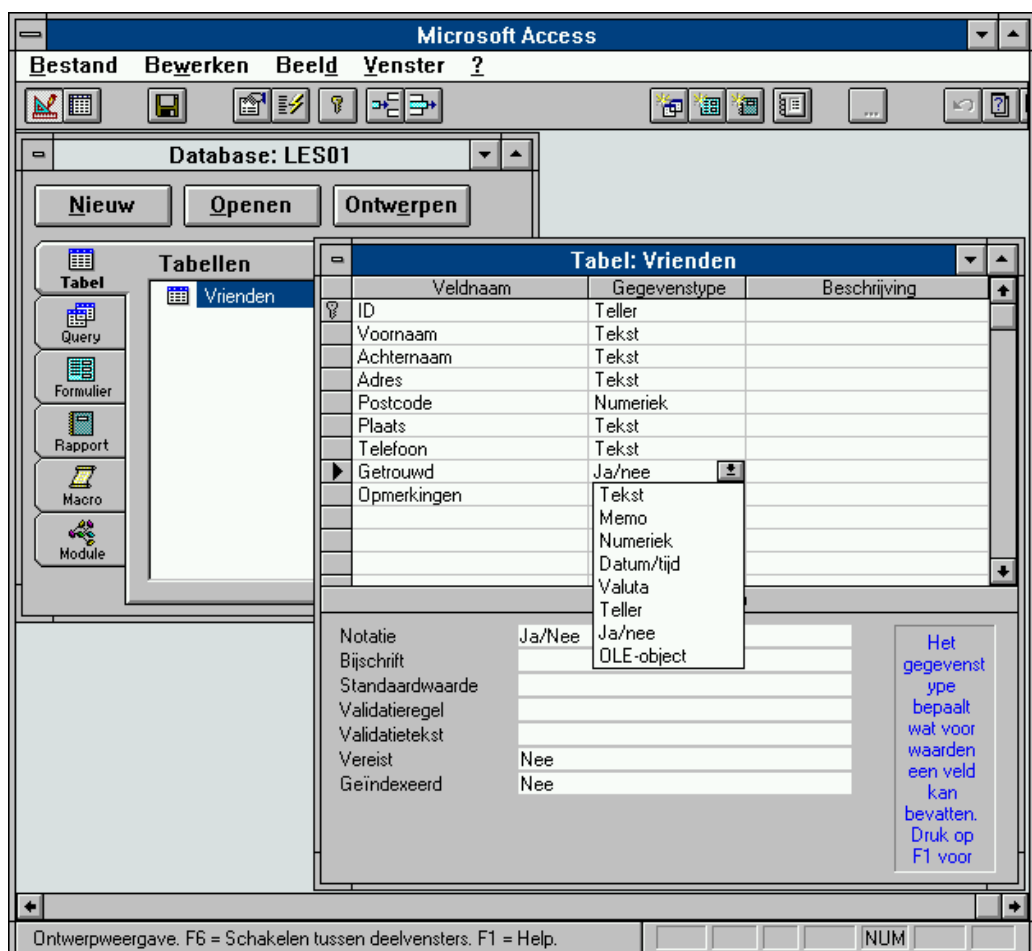 Microsoft Access
Bestand Bewerken Beeld Venster ?
...
Database: LES01
Nieuw Openen Ontwerpen
Tabel
Query
Formulier
Rapport
Macro
Module
Tabellen
Vrienden
Tabel: Vrienden
Veldnaam Gegevenstype Beschrijving
ID Teller
Voornaam Tekst
Achternaam Tekst
Adres Tekst
Postcode Numeriek
Plaats Tekst
Telefoon Tekst
Getrouwd Ja/nee
Opmerkingen
Tekst
Memo
Numeriek
Datum/tijd
Valuta
Teller
Ja/nee
OLE-object
Notatie Ja/Nee
Bijschrift
Standaardwaarde
Validatieregel
Validatietekst
Vereist Nee
Geïndexeerd Nee
Het
gegevenst
ype
bepaalt
wat voor
waarden
een veld
kan
bevatten.
Druk op
F1 voor
Ontwerpweergave. F6 = Schakelen tussen deelvensters. F1 = Help.
NUM